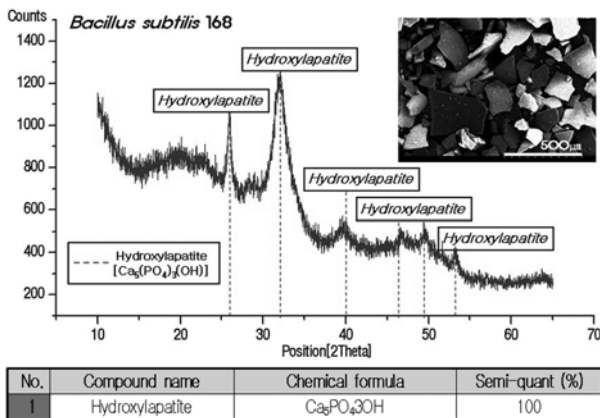 Counts
Bacillus subtilis 168
1400
1200
1000
800
600
400
200
Hydroxylapatite
Hydroxylapatite
Hydroxylapatite
Hydroxylapatite
Hydroxylapatite
500㎛
Hydroxylapatite
[Ca₅(PO₄)₃(OH)]
10 20 30 40 50 60 70
Position[2Theta]
No. Compound name Chemical formula Semi-quant (%)
1 Hydroxylapatite Ca₅PO₄3OH 100